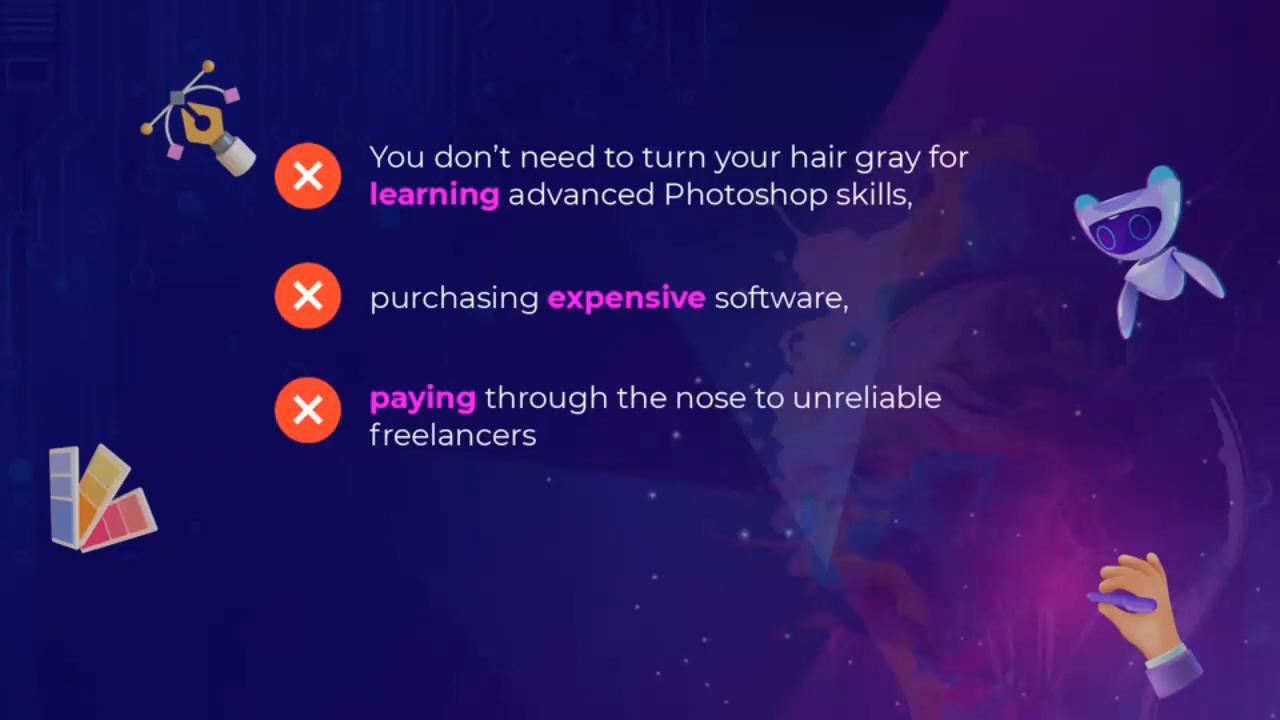 You don’t need to turn your hair gray for
learning advanced Photoshop skills,
purchasing expensive software,
paying through the nose to unreliable
freelancers